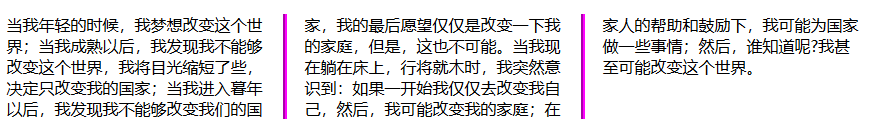 当我年轻的时候，我梦想改变这个世
界；当我成熟以后，我发现我不能够
改变这个世界，我将目光缩短了些，
决定只改变我的国家；当我进入暮年
以后，我发现我不能够改变我们的国
家，我的最后愿望仅仅是改变一下我
的家庭，但是，这也不可能。当我现
在躺在床上，行将就木时，我突然意
识到：如果一开始我仅仅去改变我自
己，然后，我可能改变我的家庭；在
家人的帮助和鼓励下，我可能为国家
做一些事情；然后，谁知道呢?我甚
至可能改变这个世界。